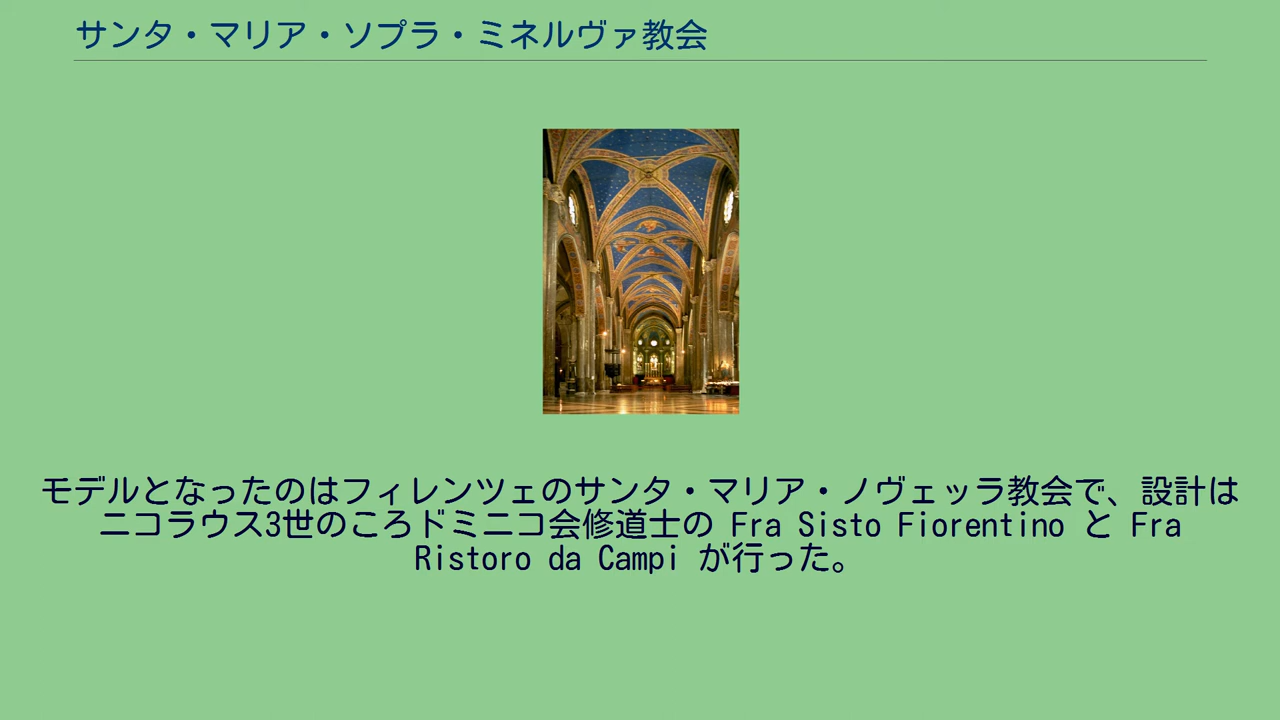 サンタ・マリア・ソプラ・ミネルヴァ教会
モデルとなったのはフィレンツェのサンタ・マリア・ノヴェッラ教会で、設計は
ニコラウス3世のころドミニコ会修道士の Fra Sisto Fiorentino と Fra
Ristoro da Campi が行った。